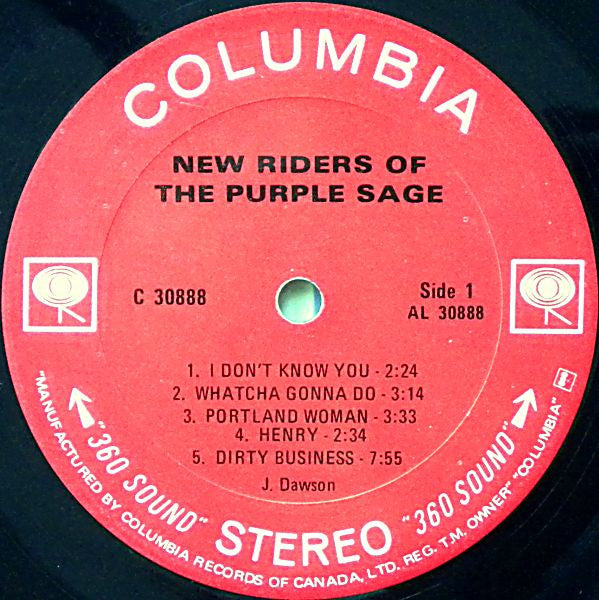 COLUMBIA
NEW RIDERS OF
THE PURPLE SAGE
C 30888
Side 1
AL 30888
1. I DON'T KNOW YOU - 2:24
2. WHATCHA GONNA DO - 3:14
3. PORTLAND WOMAN - 3:33
4. HENRY - 2:34
5. DIRTY BUSINESS - 7:55
J. Dawson
"360 SOUND" STEREO "360 SOUND"
"MANUFACTURED BY COLUMBIA RECORDS OF CANADA, LTD. REG. T.M. OWNER" "COLUMBIA"